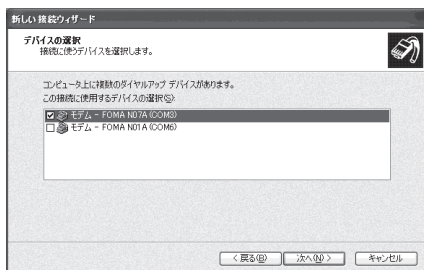 新しい接続ウィザード
デバイスの選択
接続に使うデバイスを選択します。
コンピュータ上に複数のダイヤルアップ デバイスがあります。
この接続に使用するデバイスの選択(S):
モデム - FOMA N07A (COM3)
モデム - FOMA N01A (COM6)
< 戻る(B)
次へ(N) >
キャンセル